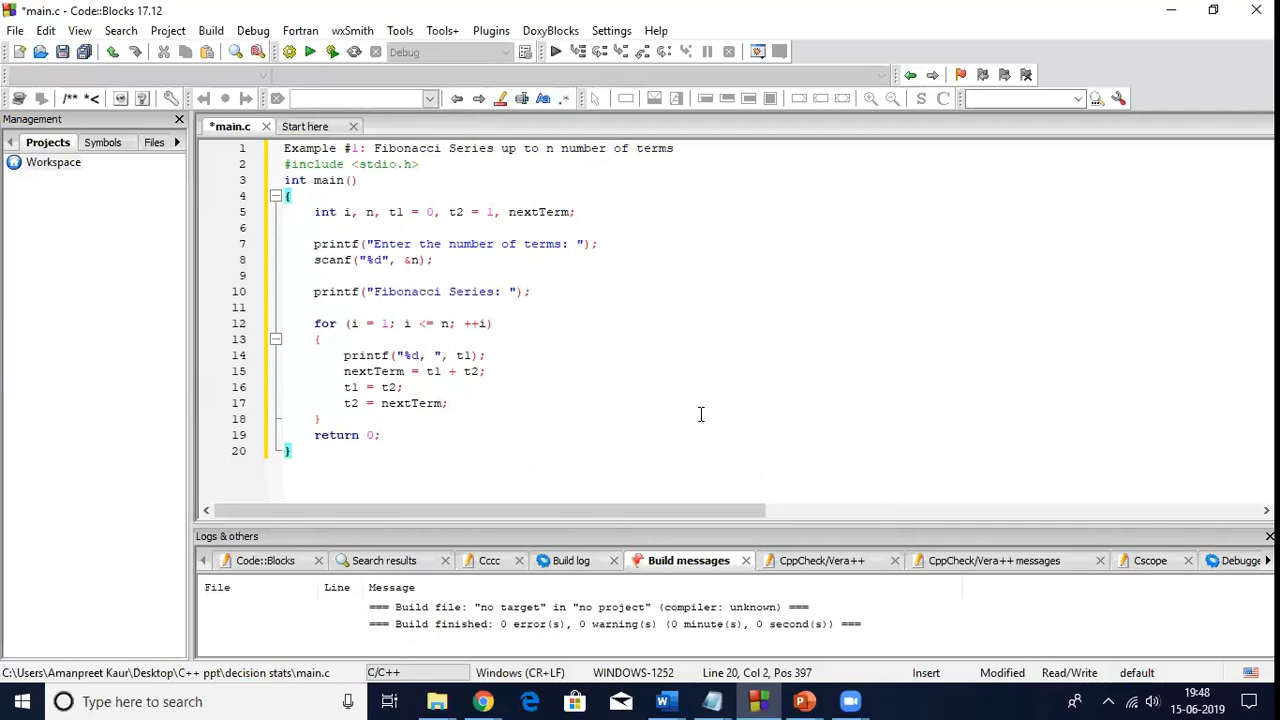 *main.c - Code::Blocks 17.12
File Edit View Search Project Build Debug Fortran wxSmith Tools Tools+ Plugins DoxyBlocks Settings Help
Debug
/** *<
S C
Management
*main.c Start here
Projects Symbols Files
Workspace
1 Example #1: Fibonacci Series up to n number of terms
2 #include <stdio.h>
3 int main()
4 {
5 int i, n, t1 = 0, t2 = 1, nextTerm;
6
7 printf("Enter the number of terms: ");
8 scanf("%d", &n);
9
10 printf("Fibonacci Series: ");
11
12 for (i = 1; i <= n; ++i)
13 {
14 printf("%d, ", t1);
15 nextTerm = t1 + t2;
16 t1 = t2;
17 t2 = nextTerm;
18 }
19 return 0;
20 }
Logs & others
Code::Blocks Search results Cccc Build log Build messages CppCheck/Vera++ CppCheck/Vera++ messages Cscope Debugge
File Line Message
=== Build file: "no target" in "no project" (compiler: unknown) ===
=== Build finished: 0 error(s), 0 warning(s) (0 minute(s), 0 second(s)) ===
C:\Users\Amanpreet Kaur\Desktop\C++ ppt\decision stats\main.c C/C++ Windows (CR+LF) WINDOWS-1252 Line 20, Col 2, Pos 397 Insert Modified Read/Write default
Type here to search
19:48
15-06-2019